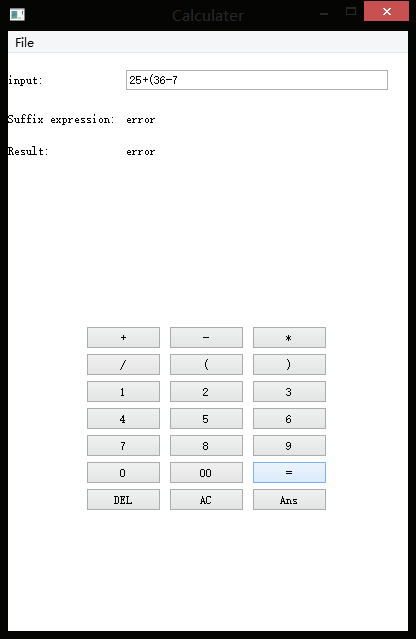 Calculater
File
input: 25+(36-7
Suffix expression: error
Result: error
+ - *
/ ( )
1 2 3
4 5 6
7 8 9
0 00 =
DEL AC Ans